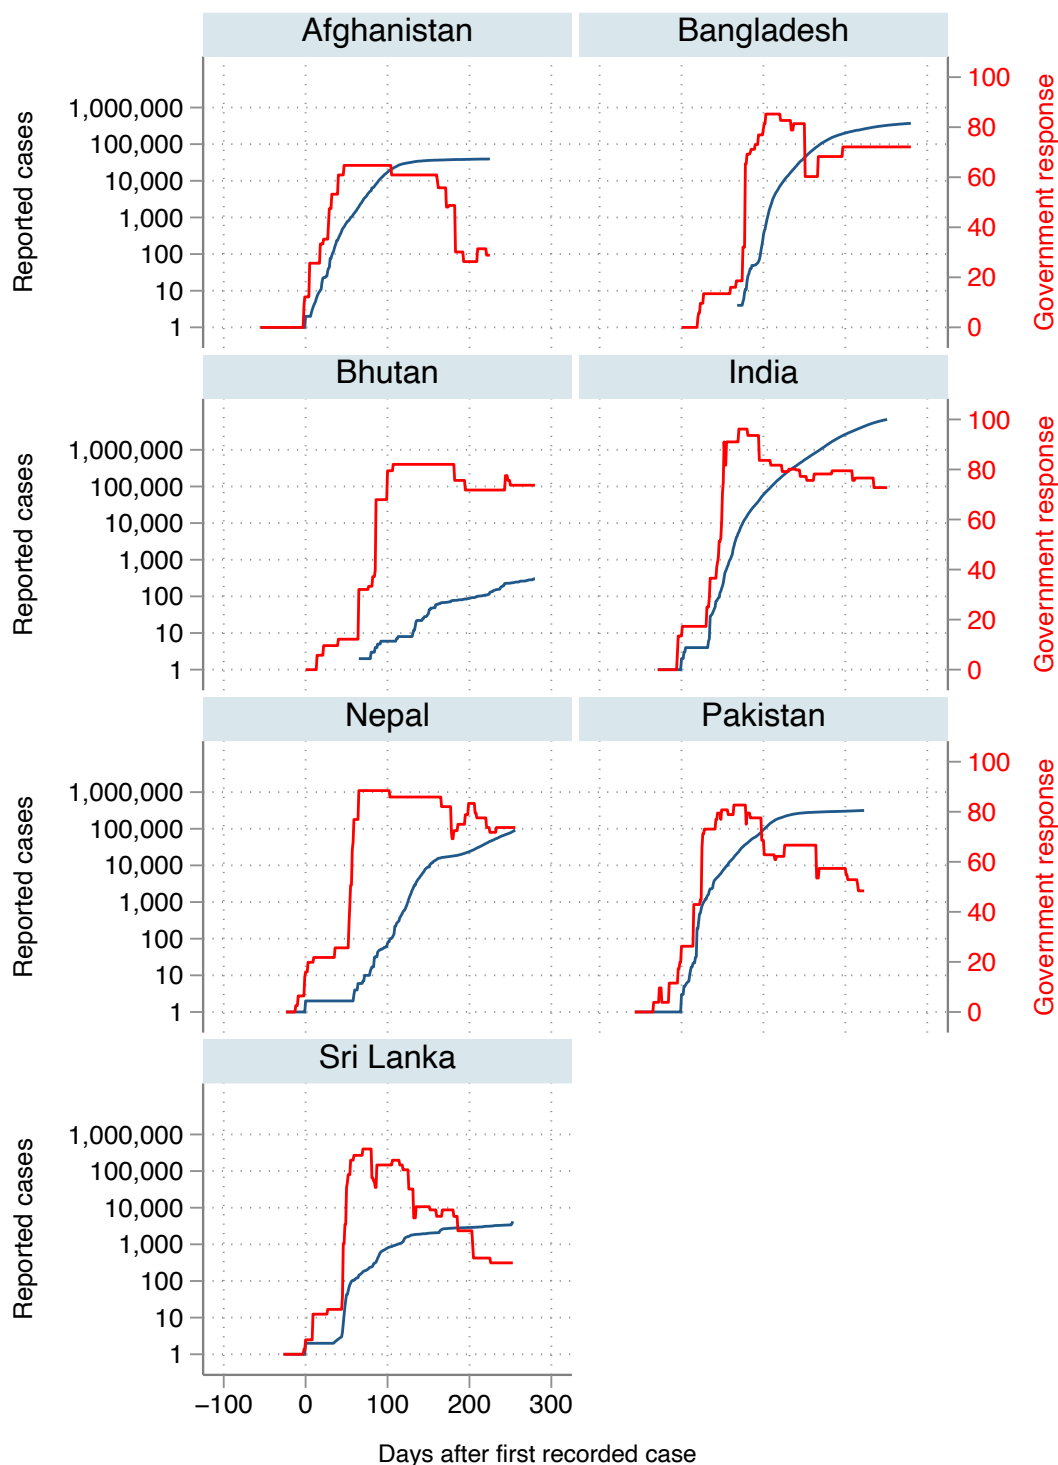 Afghanistan
Bangladesh
Reported cases
1,000,000
100,000
10,000
1,000
100
10
1
100
80
60
40
20
0
Government response
Bhutan
India
Reported cases
1,000,000
100,000
10,000
1,000
100
10
1
100
80
60
40
20
0
Government response
Nepal
Pakistan
Reported cases
1,000,000
100,000
10,000
1,000
100
10
1
100
80
60
40
20
0
Government response
Sri Lanka
Reported cases
1,000,000
100,000
10,000
1,000
100
10
1
−100 0 100 200 300
Days after first recorded case